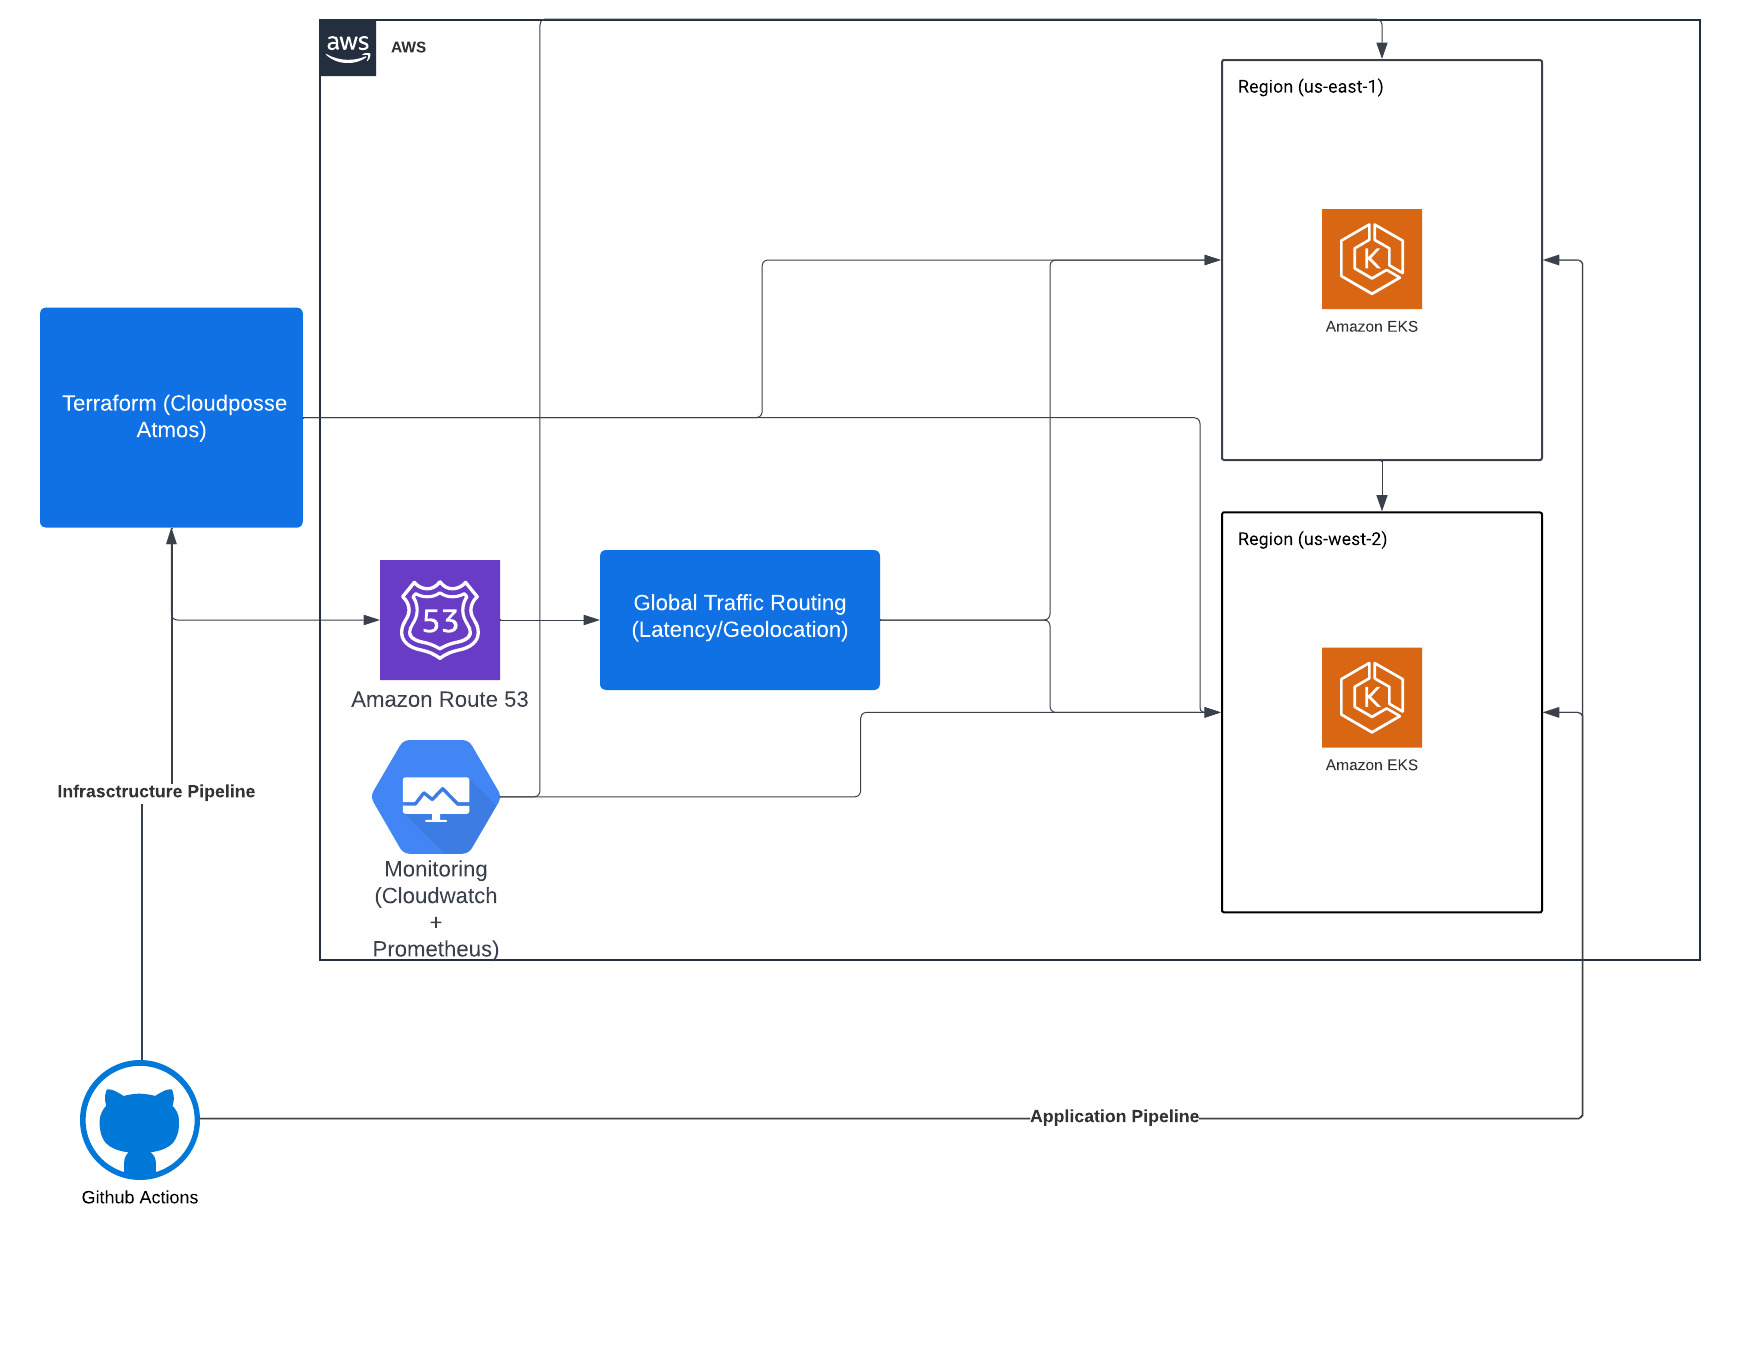 aws
AWS
Region (us-east-1)
K
Amazon EKS
Terraform (Cloudposse
Atmos)
Region (us-west-2)
53
Amazon Route 53
Global Traffic Routing
(Latency/Geolocation)
K
Amazon EKS
Infrasctructure Pipeline
Monitoring
(Cloudwatch
+
Prometheus)
Application Pipeline
Github Actions